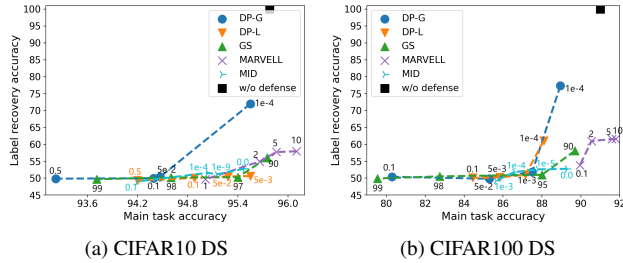 Label recovery accuracy
100
95
90
85
80
75
70
65
60
55
50
45
93.6 94.2 94.8 95.4 96.0
Main task accuracy
DP-G
DP-L
GS
MARVELL
MID
w/o defense
1e-4
0.5
0.1
5e-2
0.5
0.1
5e-2
5e-3
99
98
97
90
1
2
5
10
0.1
1e-4
1e-9
0.0
(a) CIFAR10 DS
Label recovery accuracy
100
95
90
85
80
75
70
65
60
55
50
45
80 82 84 86 88 90 92
Main task accuracy
DP-G
DP-L
GS
MARVELL
MID
w/o defense
1e-4
0.1
5e-2
1e-3
0.1
5e-3
1e-4
99
98
95
90
0.1
2
5
10
1e-3
1e-4
1e-5
0.0
(b) CIFAR100 DS